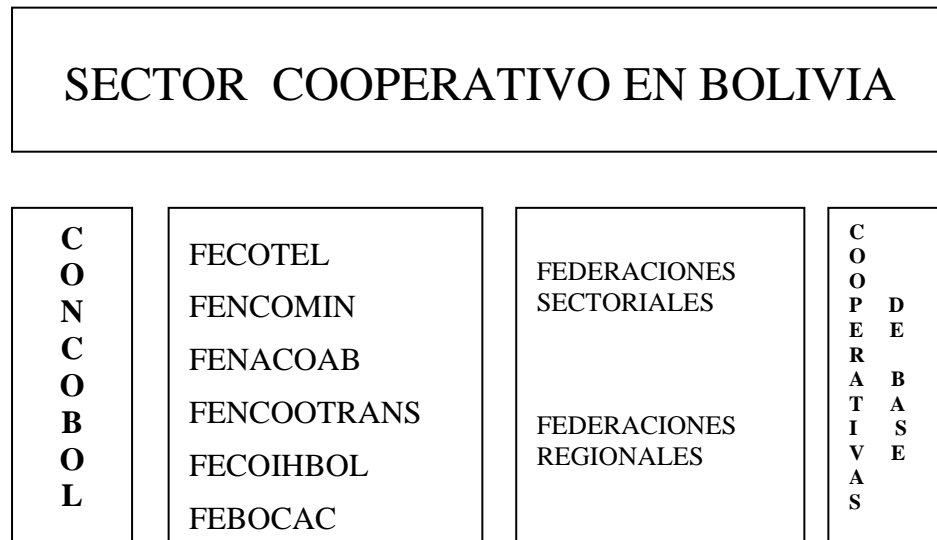 SECTOR COOPERATIVO EN BOLIVIA
CONCOBOL
FECOTEL
FENCOMIN
FENACOAB
FENCOOTRANS
FECOIHBOL
FEBOCAC
FEDERACIONES
SECTORIALES
FEDERACIONES
REGIONALES
COOPERATIVAS
DE BASE